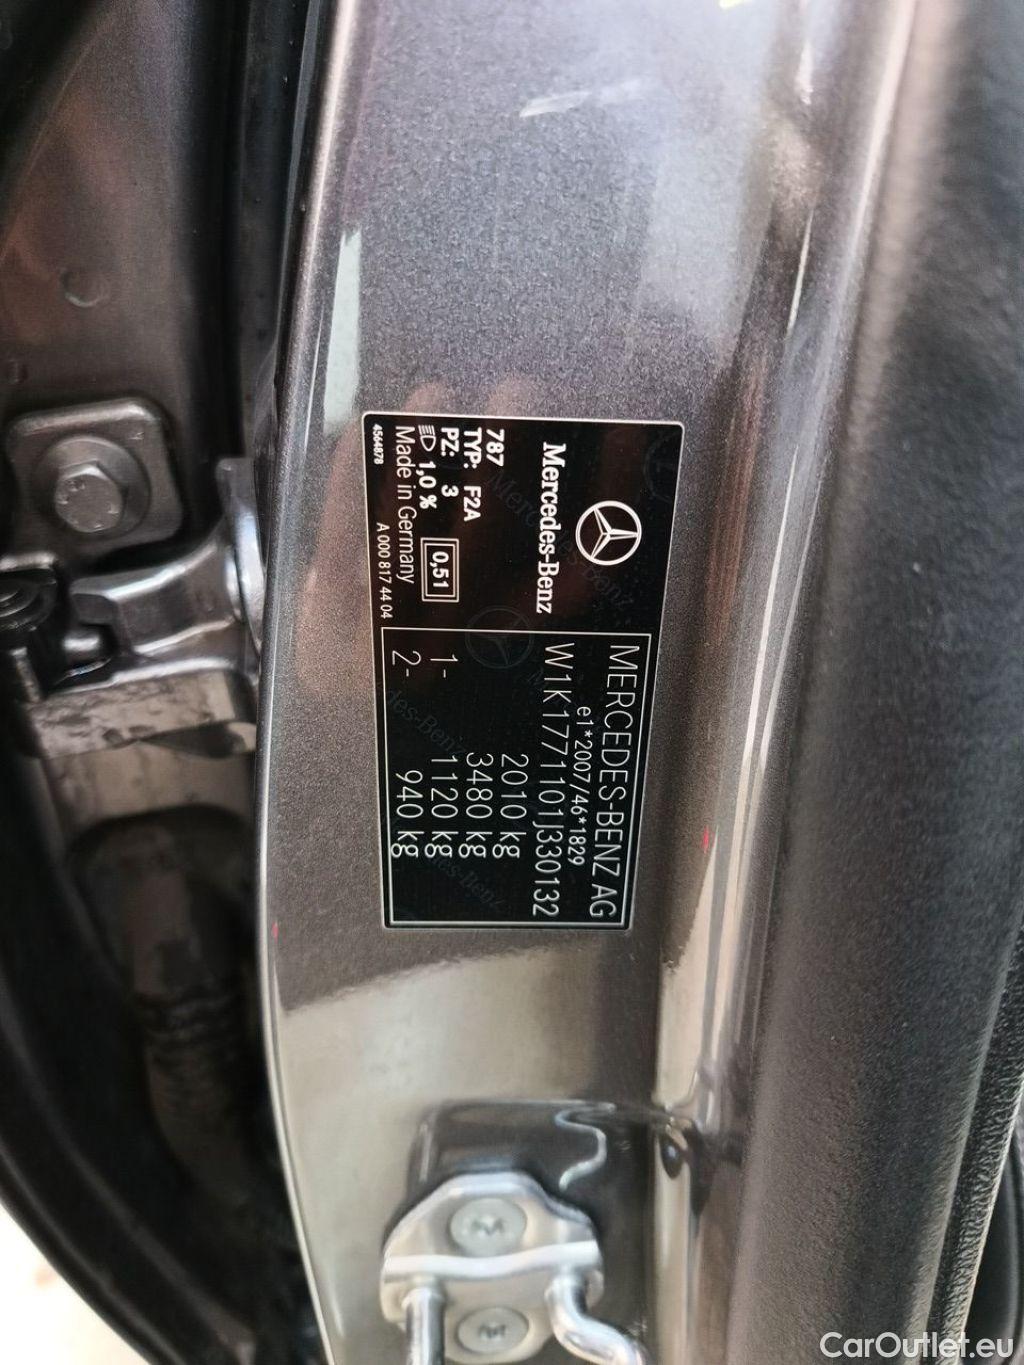 Mercedes-Benz
787
TYP: F2A
PZ: 3
1,0 %
0,51
Made in Germany
4564878
A 000 817 44 04
MERCEDES-BENZ AG
e1*2007/46*1829
W1K1771101J330132
2010 kg
3480 kg
1- 1120 kg
2- 940 kg
CarOutlet.eu